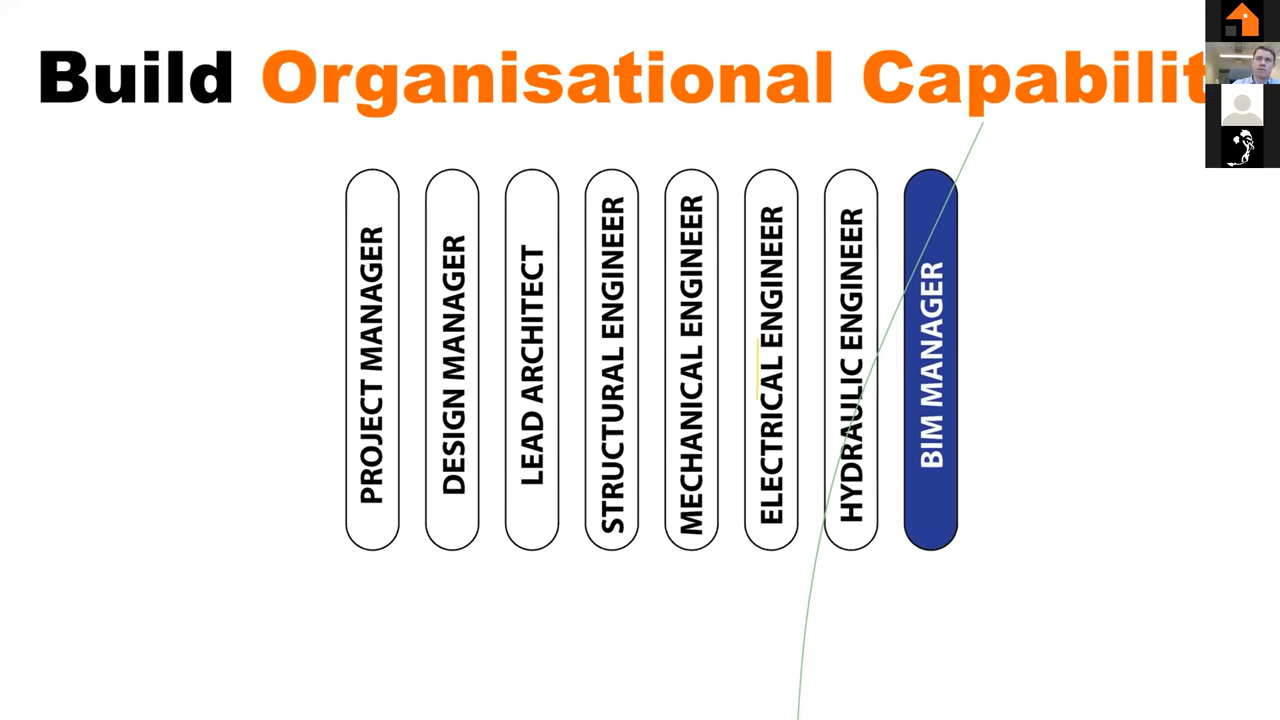 Build Organisational Capabilit
PROJECT MANAGER
DESIGN MANAGER
LEAD ARCHITECT
STRUCTURAL ENGINEER
MECHANICAL ENGINEER
ELECTRICAL ENGINEER
HYDRAULIC ENGINEER
BIM MANAGER